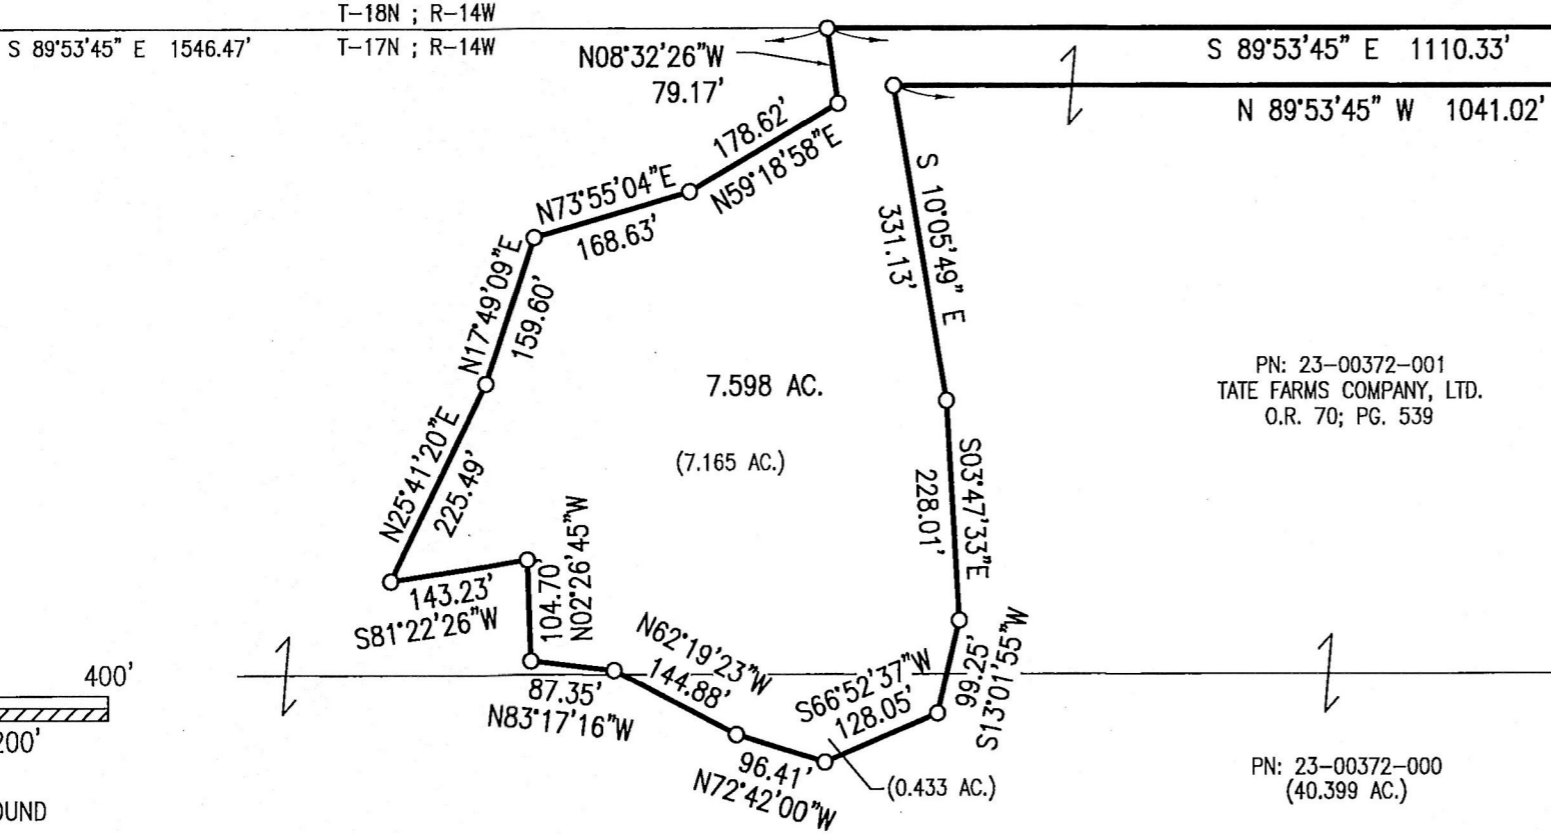 T-18N ; R-14W
S 89°53'45" E 1546.47'
T-17N ; R-14W
N08°32'26"W
79.17'
S 89°53'45" E 1110.33'
N 89°53'45" W 1041.02'
178.62'
N59°18'58"E
N73°55'04"E
168.63'
S 10°05'49" E
331.13'
N17°49'09"E
159.60'
7.598 AC.
(7.165 AC.)
PN: 23-00372-001
TATE FARMS COMPANY, LTD.
O.R. 70; PG. 539
N25°41'20"E
225.49'
S03°47'33"E
228.01'
143.23'
S81°22'26"W
104.70'
N02°26'45"W
N62°19'23"W
144.88'
S66°52'37"W
128.05'
99.25'
S13°01'55"W
400'
87.35'
N83°17'16"W
200'
96.41'
N72°42'00"W
(0.433 AC.)
PN: 23-00372-000
(40.399 AC.)
OUND